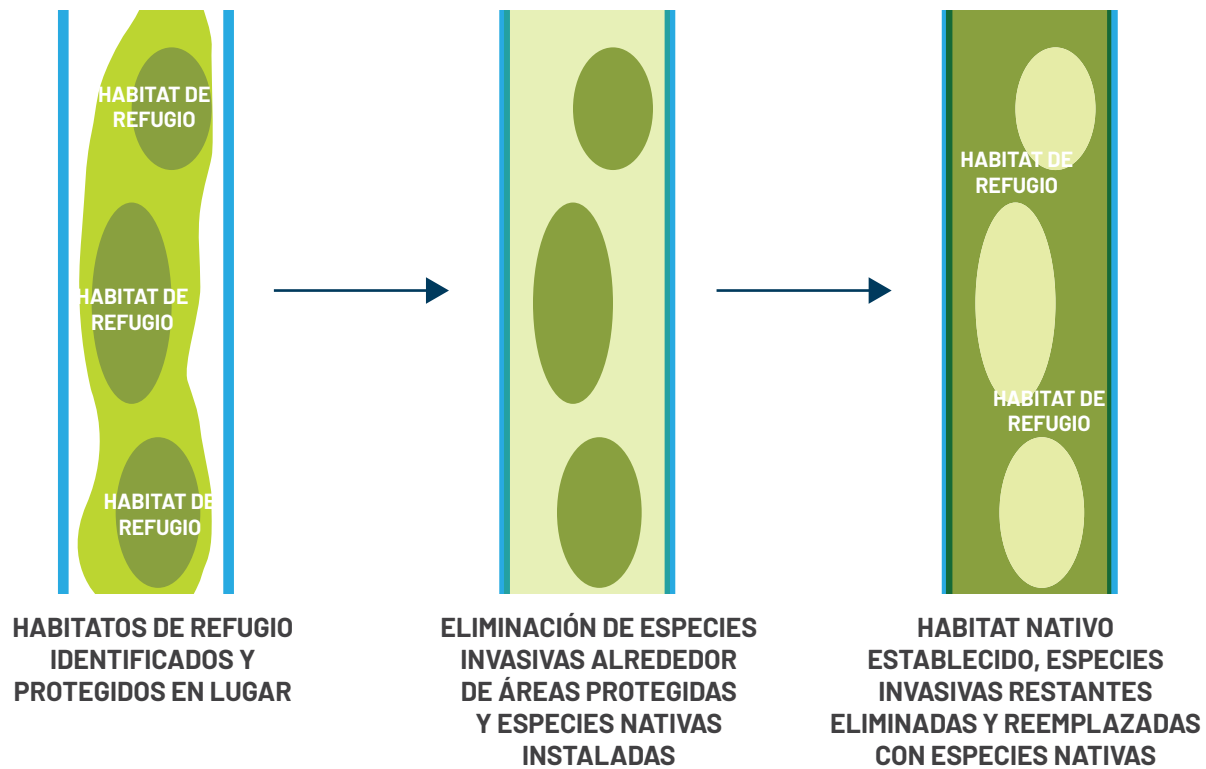 HABITAT DE
REFUGIO
HABITAT DE
REFUGIO
HABITAT DE
REFUGIO
HABITATOS DE REFUGIO
IDENTIFICADOS Y
PROTEGIDOS EN LUGAR
ELIMINACIÓN DE ESPECIES
INVASIVAS ALREDEDOR
DE ÁREAS PROTEGIDAS
Y ESPECIES NATIVAS
INSTALADAS
HABITAT DE
REFUGIO
HABITAT DE
REFUGIO
HABITAT NATIVO
ESTABLECIDO, ESPECIES
INVASIVAS RESTANTES
ELIMINADAS Y REEMPLAZADAS
CON ESPECIES NATIVAS